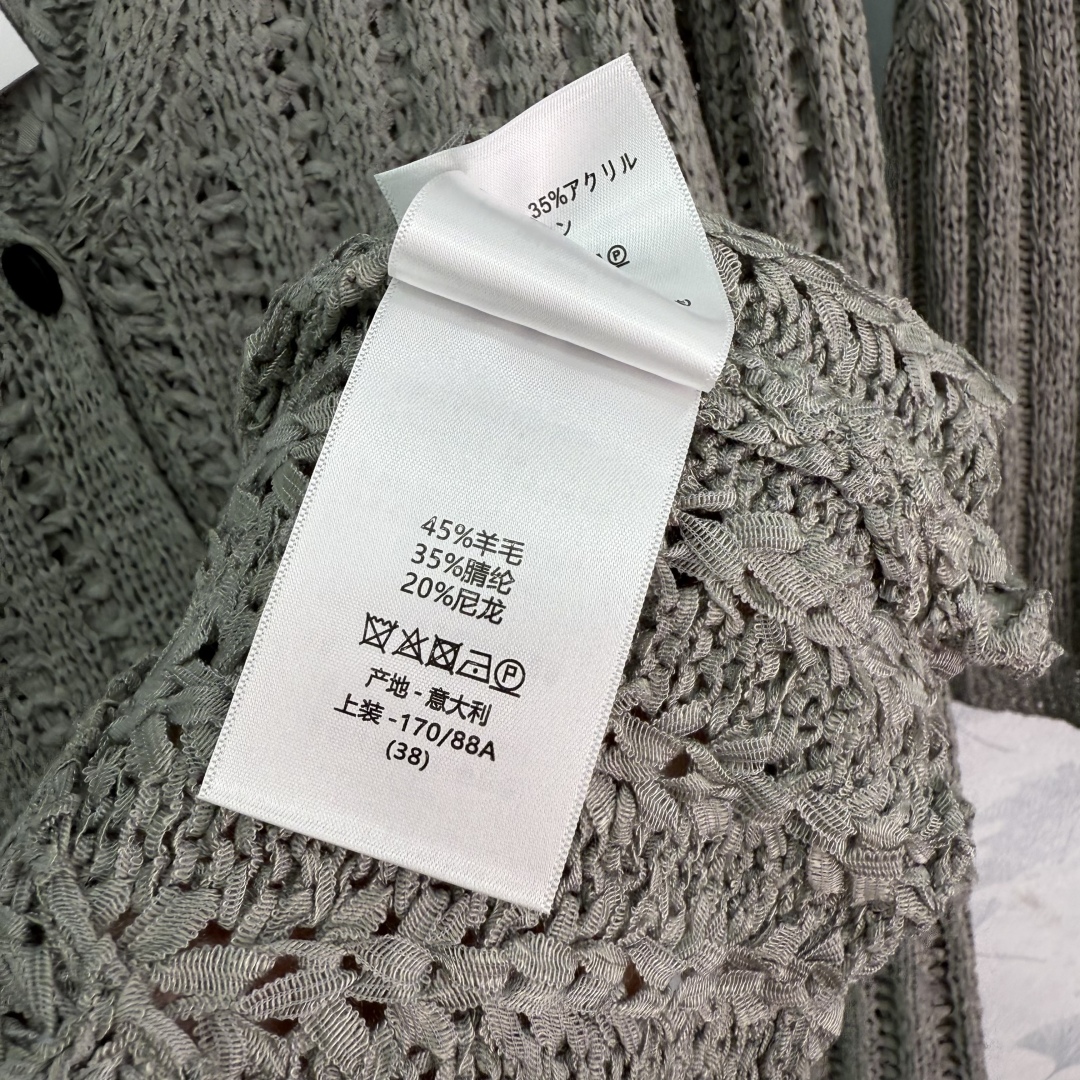 35%アクリル
ン
P
45%羊毛
35%腈纶
20%尼龙
P
产地 - 意大利
上装 -170/88A
(38)